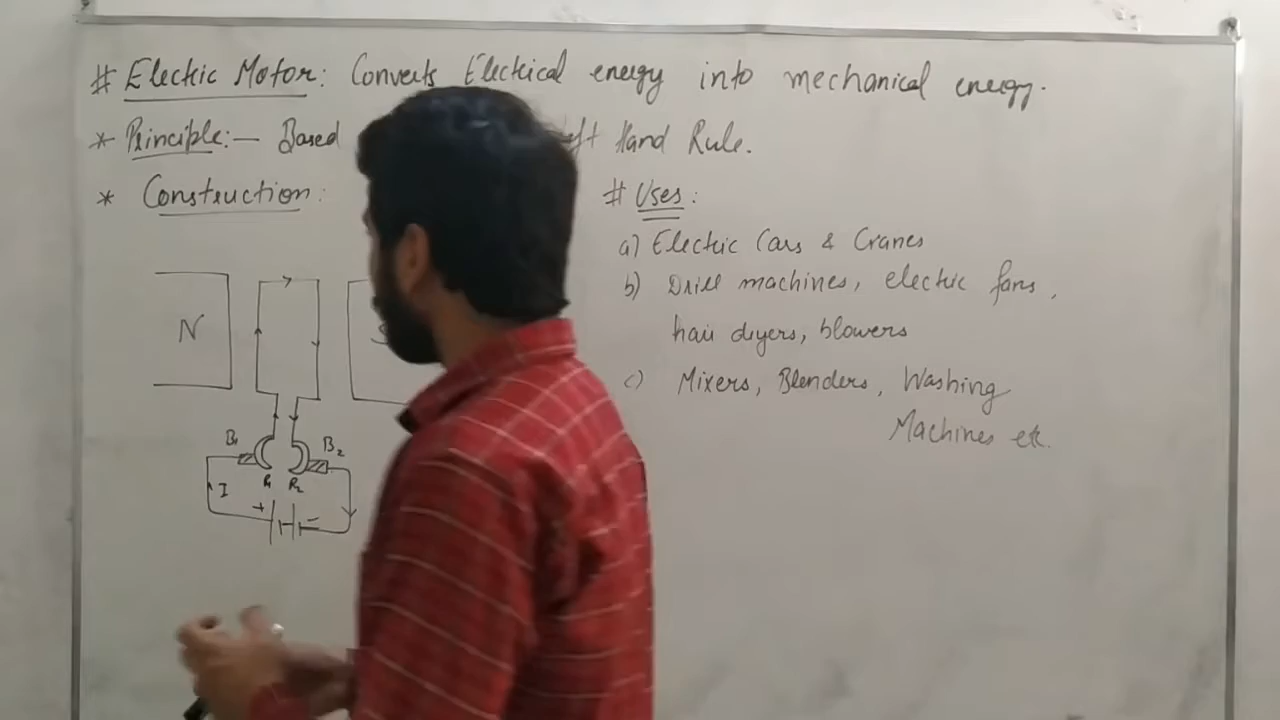 # Electric Motor: Converts Electrical energy into mechanical energy.
* Principle:— Based Hand Rule.
* Construction:
N
B1
B2
R1 R2
I
+ −
# Uses:
a) Electric Cars & Cranes
b) Drill machines, electric fans,
hair dryers, blowers
c) Mixers, Blenders, Washing
Machines etc.